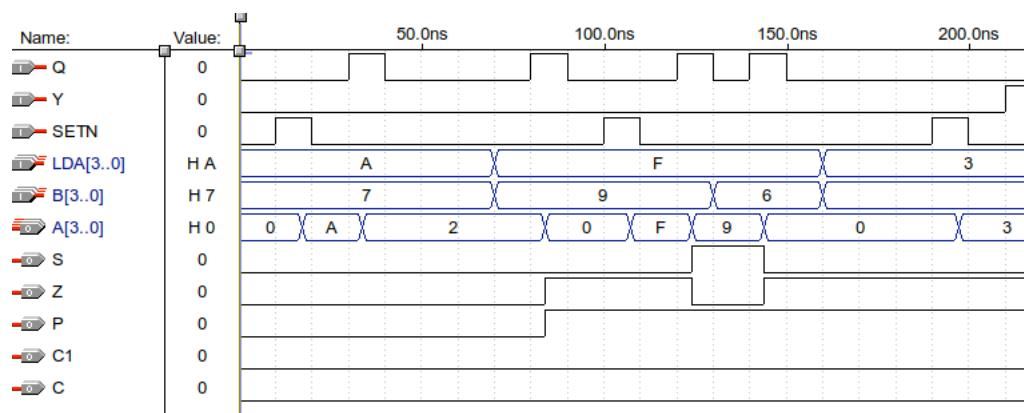 Name: Value: 50.0ns 100.0ns 150.0ns 200.0ns
Q 0
Y 0
SETN 0
LDA[3..0] H A A F 3
B[3..0] H 7 7 9 6
A[3..0] H 0 0 A 2 0 F 9 0 3
S 0
Z 0
P 0
C1 0
C 0